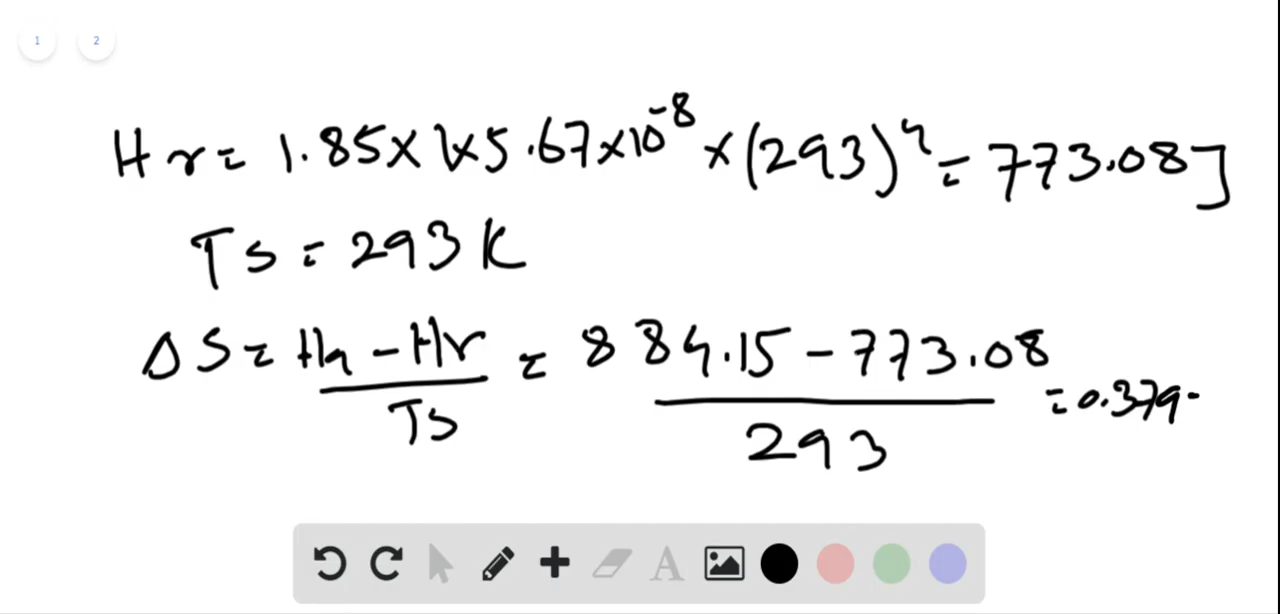 1 2
Hr = 1.85 × 1 × 5.67 × 10⁻⁸ × (293)⁴ = 773.08 J
Ts = 293 K
ΔS = Ha - Hr / Ts = 884.15 - 773.08 / 293 = 0.379.
A